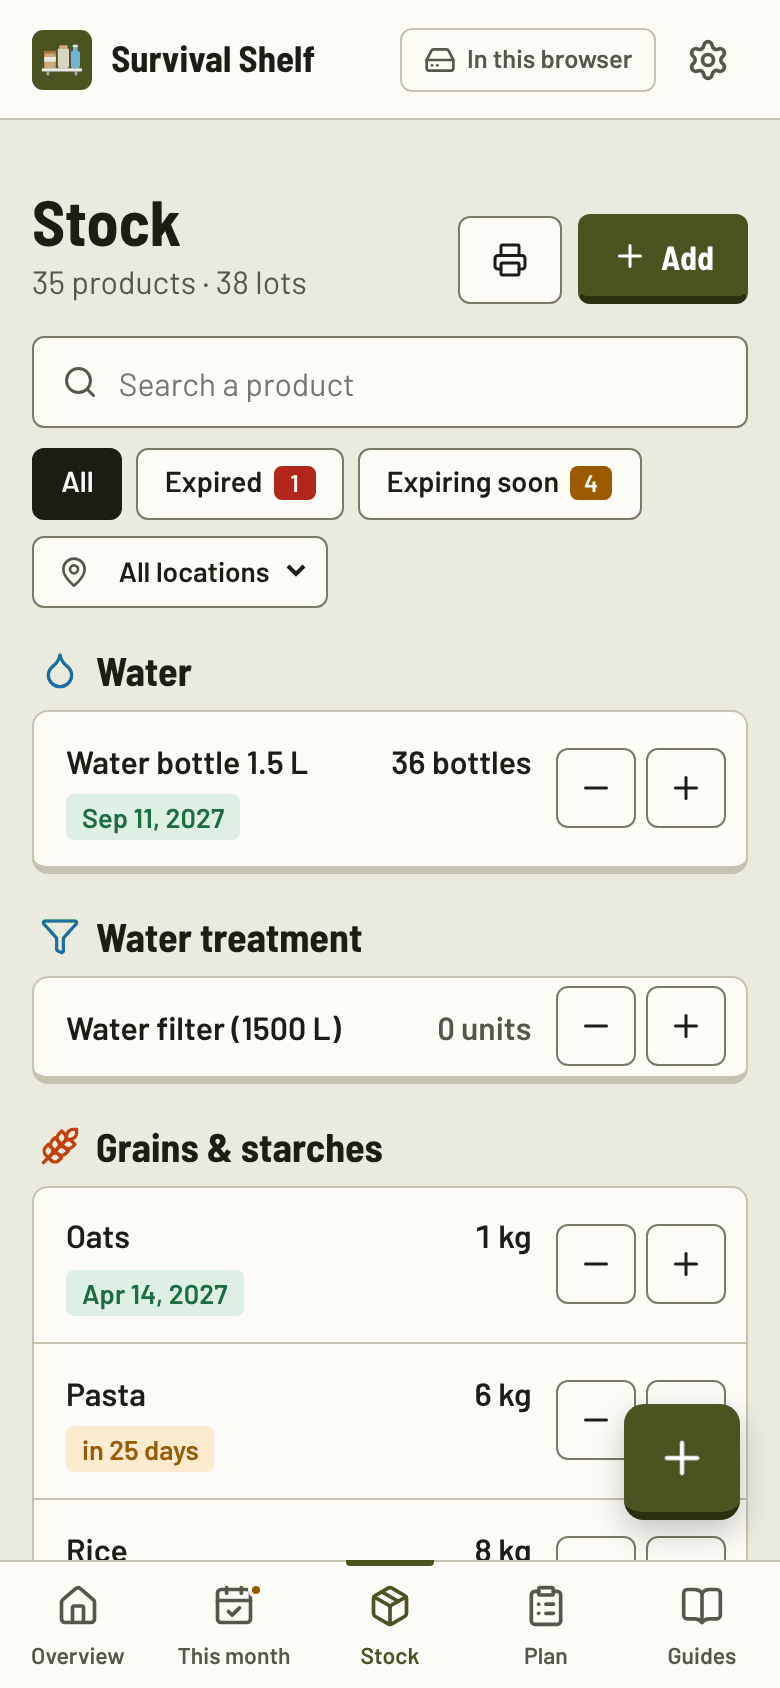 Survival Shelf
In this browser
Stock
35 products · 38 lots
Add
Search a product
All
Expired 1
Expiring soon 4
All locations
Water
Water bottle 1.5 L 36 bottles
Sep 11, 2027
Water treatment
Water filter (1500 L) 0 units
Grains & starches
Oats 1 kg
Apr 14, 2027
Pasta 6 kg
in 25 days
Rice 8 kg
Overview This month Stock Plan Guides